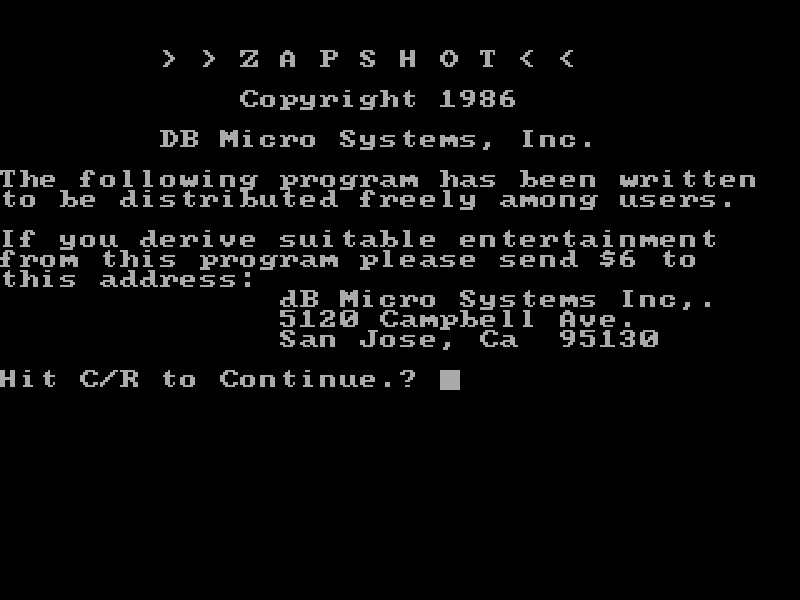 > > Z A P S H O T < <
Copyright 1986
DB Micro Systems, Inc.
The following program has been written
to be distributed freely among users.
If you derive suitable entertainment
from this program please send $6 to
this address:
dB Micro Systems Inc,.
5120 Campbell Ave.
San Jose, Ca  95130
Hit C/R to Continue.?